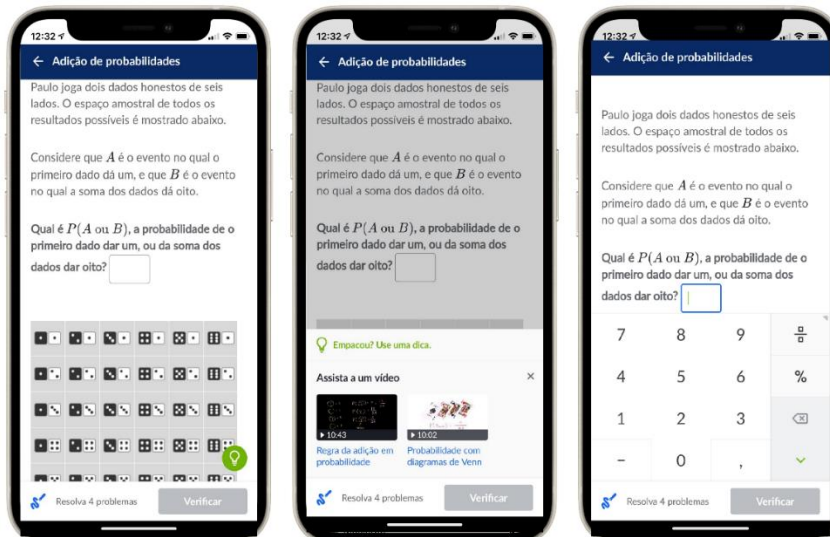 12:32
← Adição de probabilidades
Paulo joga dois dados honestos de seis
lados. O espaço amostral de todos os
resultados possíveis é mostrado abaixo.
Considere que A é o evento no qual o
primeiro dado dá um, e que B é o evento
no qual a soma dos dados dá oito.
Qual é P(A ou B), a probabilidade de o
primeiro dado dar um, ou da soma dos
dados dar oito?
Resolva 4 problemas
Verificar
12:32
← Adição de probabilidades
Paulo joga dois dados honestos de seis
lados. O espaço amostral de todos os
resultados possíveis é mostrado abaixo.
Considere que A é o evento no qual o
primeiro dado dá um, e que B é o evento
no qual a soma dos dados dá oito.
Qual é P(A ou B), a probabilidade de o
primeiro dado dar um, ou da soma dos
dados dar oito?
Empacou? Use uma dica.
Assista a um vídeo ×
10:43
Regra da adição em
probabilidade
10:02
Probabilidade com
diagramas de Venn
Resolva 4 problemas
Verificar
12:32
← Adição de probabilidades
Paulo joga dois dados honestos de seis
lados. O espaço amostral de todos os
resultados possíveis é mostrado abaixo.
Considere que A é o evento no qual o
primeiro dado dá um, e que B é o evento
no qual a soma dos dados dá oito.
Qual é P(A ou B), a probabilidade de o
primeiro dado dar um, ou da soma dos
dados dar oito?
7 8 9
4 5 6 %
1 2 3
− 0 ,
Resolva 4 problemas
Verificar